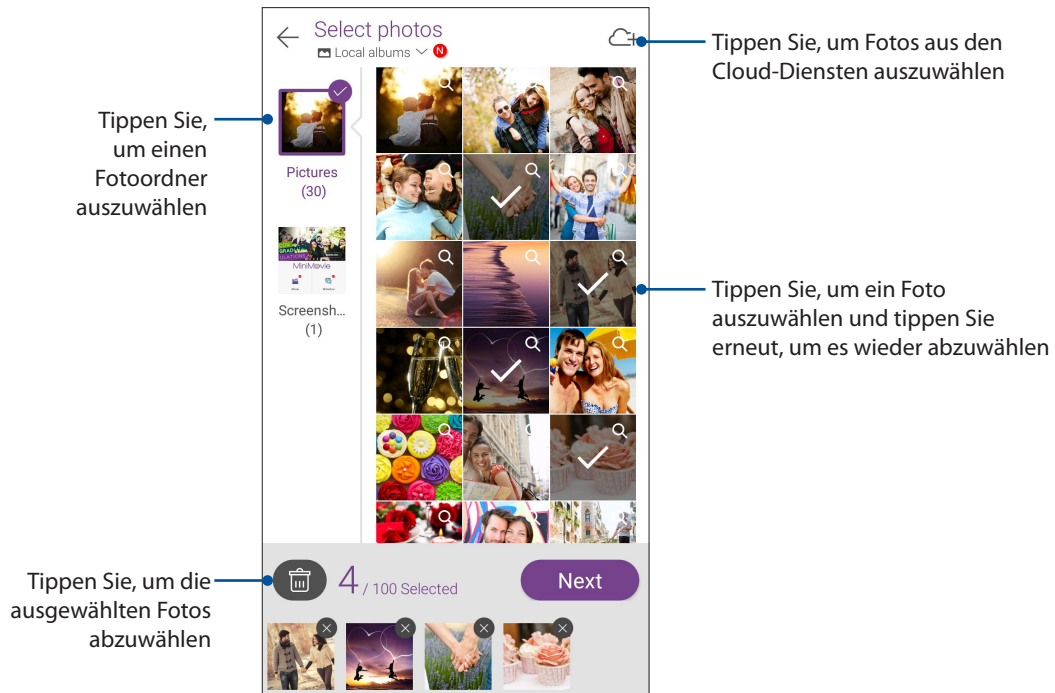 Select photos
Local albums
N
Tippen Sie, um Fotos aus den
Cloud-Diensten auszuwählen
Tippen Sie,
um einen
Fotoordner
auszuwählen
Pictures
(30)
MiniMovie
Screensh...
(1)
Tippen Sie, um ein Foto
auszuwählen und tippen Sie
erneut, um es wieder abzuwählen
Tippen Sie, um die
ausgewählten Fotos
abzuwählen
4 / 100 Selected
Next